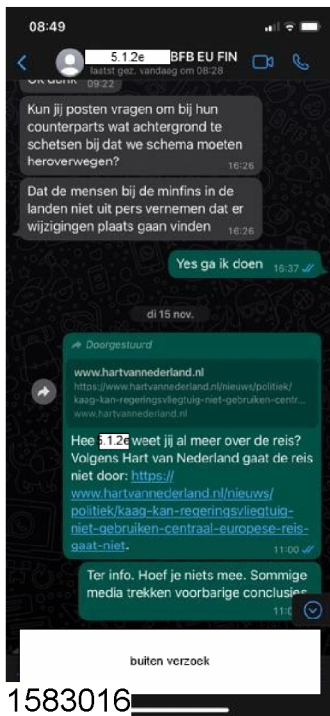 08:49
5.1.2e BFB EU FIN
laatst gez. vandaag om 08:28
09:22
Kun jij posten vragen om bij hun
counterparts wat achtergrond te
schetsen bij dat we schema moeten
heroverwegen?
16:26
Dat de mensen bij de minfins in de
landen niet uit pers vernemen dat er
wijzigingen plaats gaan vinden 16:26
Yes ga ik doen 16:37
di 15 nov.
Doorgestuurd
www.hartvannederland.nl
https://www.hartvannederland.nl/nieuws/politiek/
kaag-kan-regeringsvliegtuig-niet-gebruiken-centr...
www.hartvannederland.nl
Hee 5.1.2e weet jij al meer over de reis?
Volgens Hart van Nederland gaat de reis
niet door: https://
www.hartvannederland.nl/nieuws/
politiek/kaag-kan-regeringsvliegtuig-
niet-gebruiken-centraal-europese-reis-
gaat-niet.
11:00
Ter info. Hoef je niets mee. Sommige
media trekken voorbarige conclusies
buiten verzoek
1583016